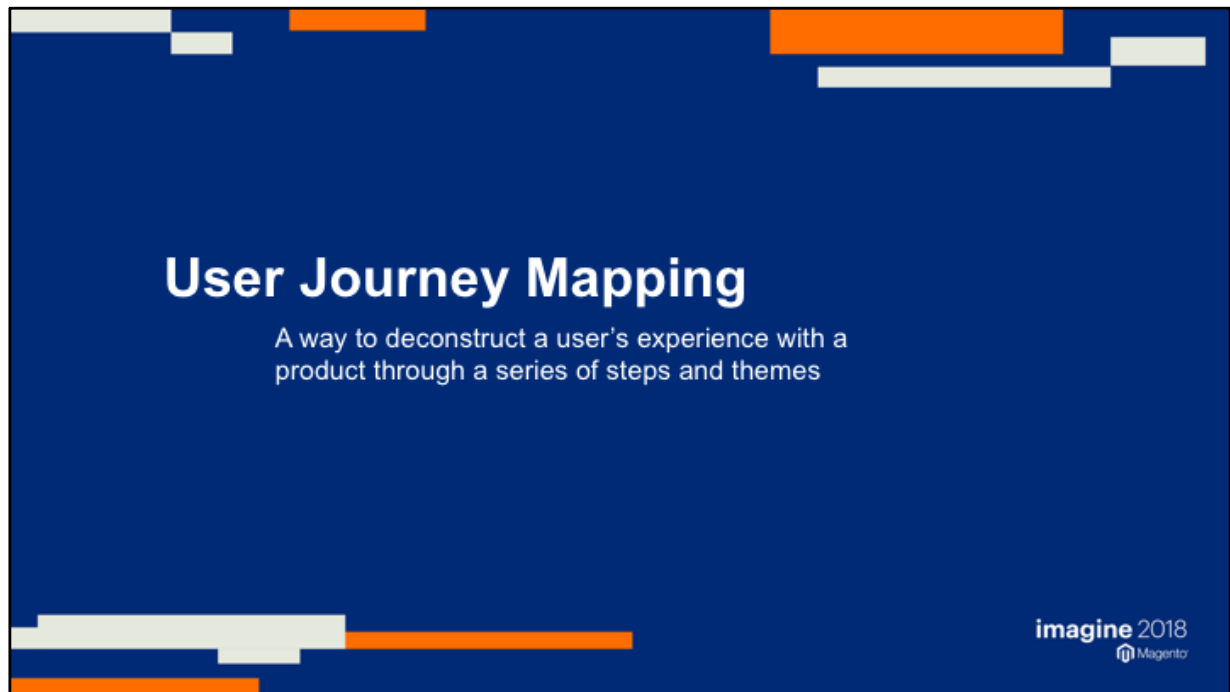 User Journey Mapping
A way to deconstruct a user’s experience with a
product through a series of steps and themes
imagine 2018
Magento